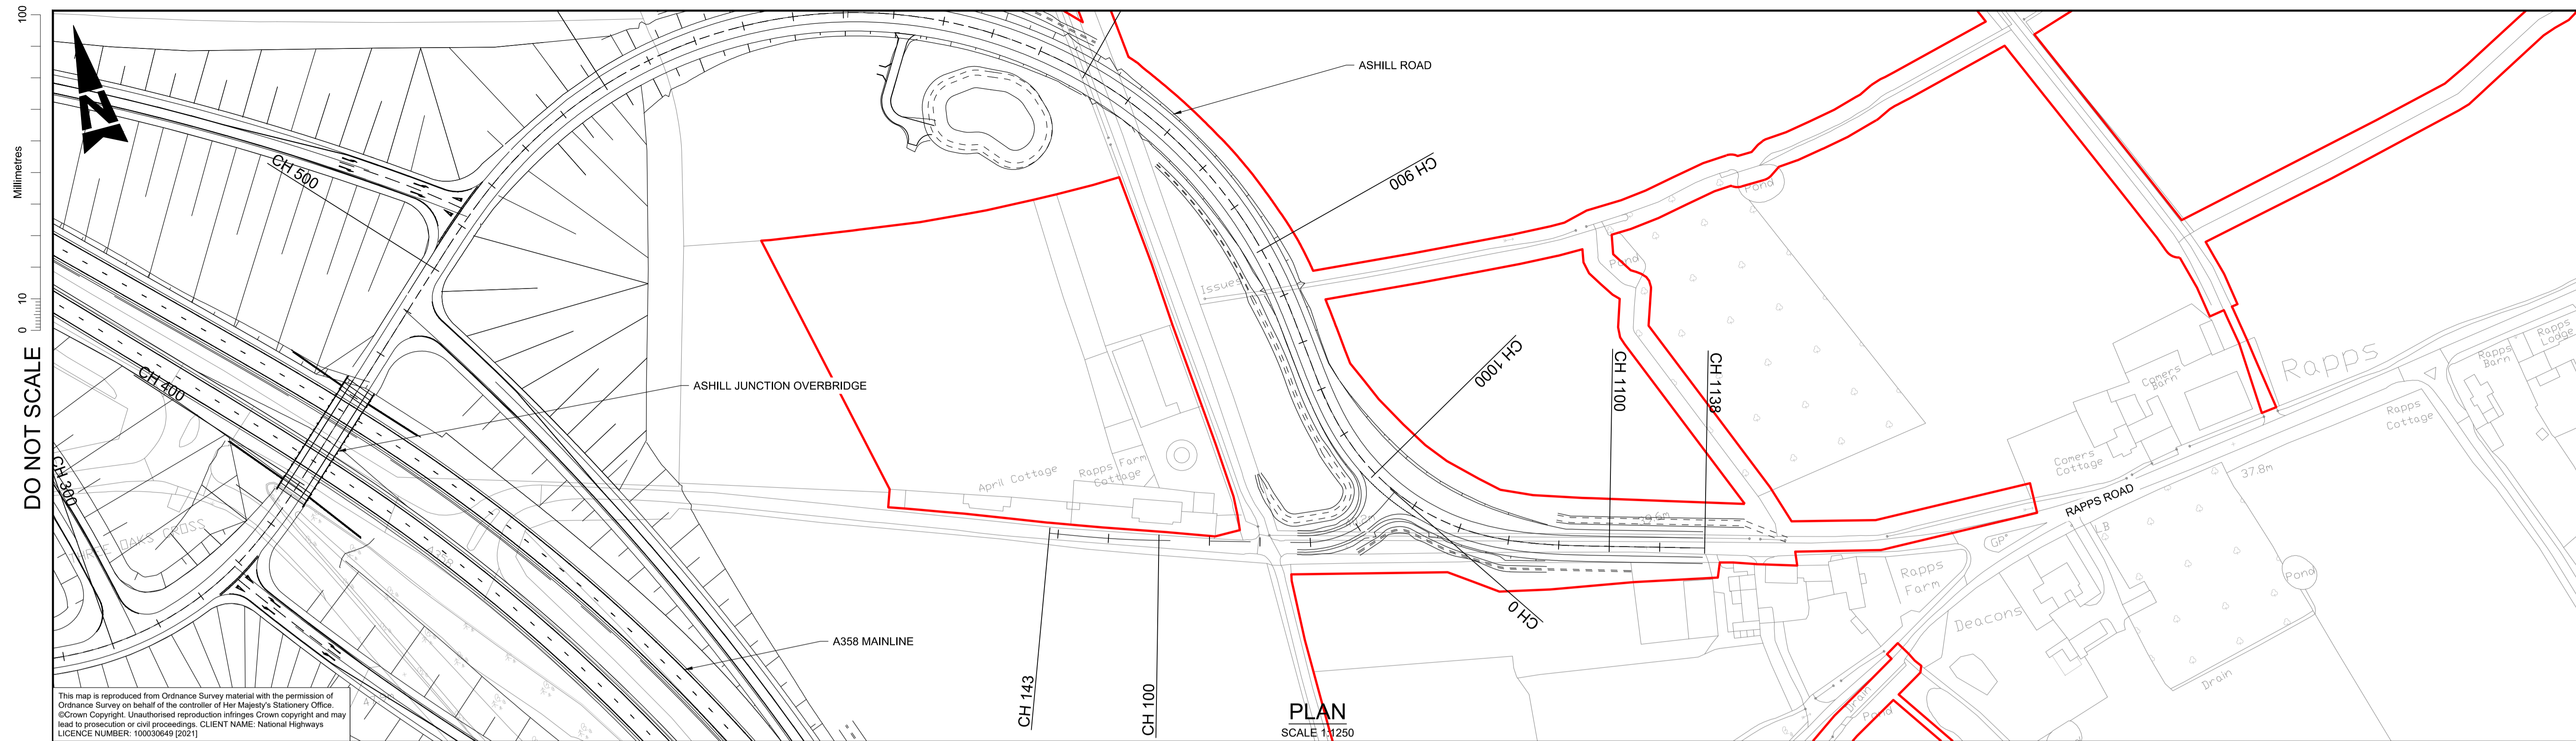 100
Millimetres
10
0
DO NOT SCALE
N
CH 500
CH 400
CH 300
THREE OAKS CROSS
A358
ASHILL JUNCTION OVERBRIDGE
A358 MAINLINE
ASHILL ROAD
CH 900
CH 1000
CH 1100
CH 1138
CH 0
CH 143
CH 100
Issues
Pond
Pond
April Cottage
Rapps Farm
Cottage
Rapps
Comers
Barn
Comers
Cottage
RAPPS ROAD
37.8m
Rapps
Cottage
Rapps
Barn
Rapps
Lodge
LB
GP
Rapps
Farm
Deacons
Pond
Drain
Drain
Pond
PLAN
SCALE 1:1250
This map is reproduced from Ordnance Survey material with the permission of
Ordnance Survey on behalf of the controller of Her Majesty's Stationery Office.
©Crown Copyright. Unauthorised reproduction infringes Crown copyright and may
lead to prosecution or civil proceedings. CLIENT NAME: National Highways
LICENCE NUMBER: 100030649 [2021]